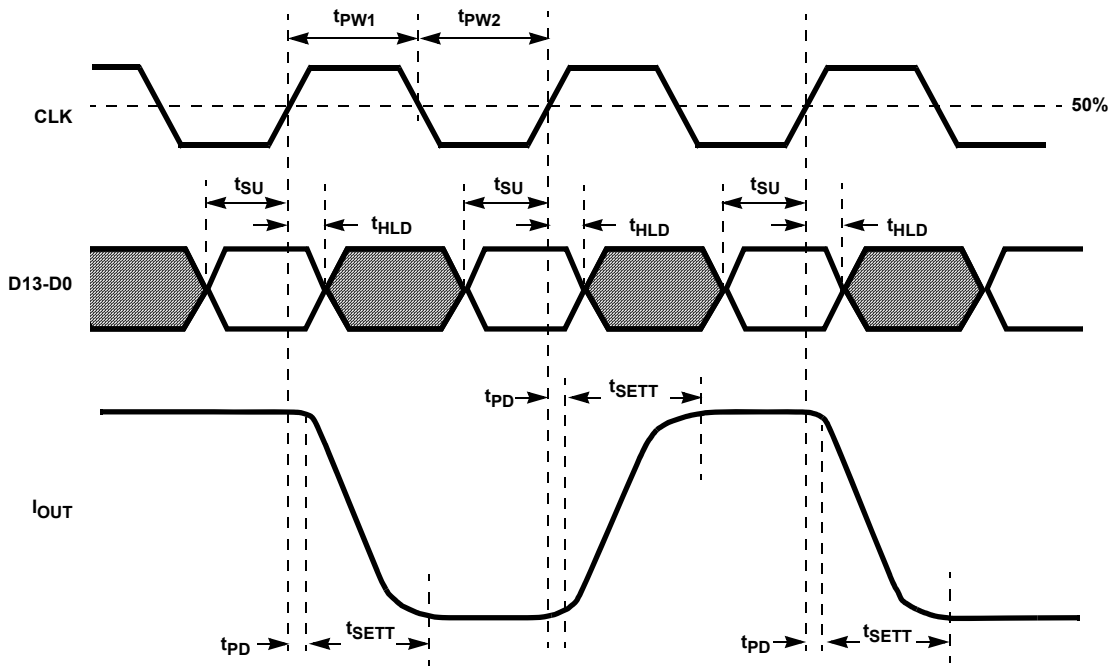 tPW1 tPW2
CLK
50%
tSU tSU tSU
tHLD tHLD tHLD
D13-D0
tPD tSETT
IOUT
tPD tSETT tPD tSETT